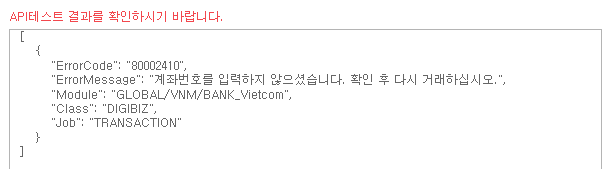 API테스트 결과를 확인하시기 바랍니다.
[
{
"ErrorCode": "80002410",
"ErrorMessage": "계좌번호를 입력하지 않으셨습니다. 확인 후 다시 거래하십시오.",
"Module": "GLOBAL/VNM/BANK_Vietcom",
"Class": "DIGIBIZ",
"Job": "TRANSACTION"
}
]